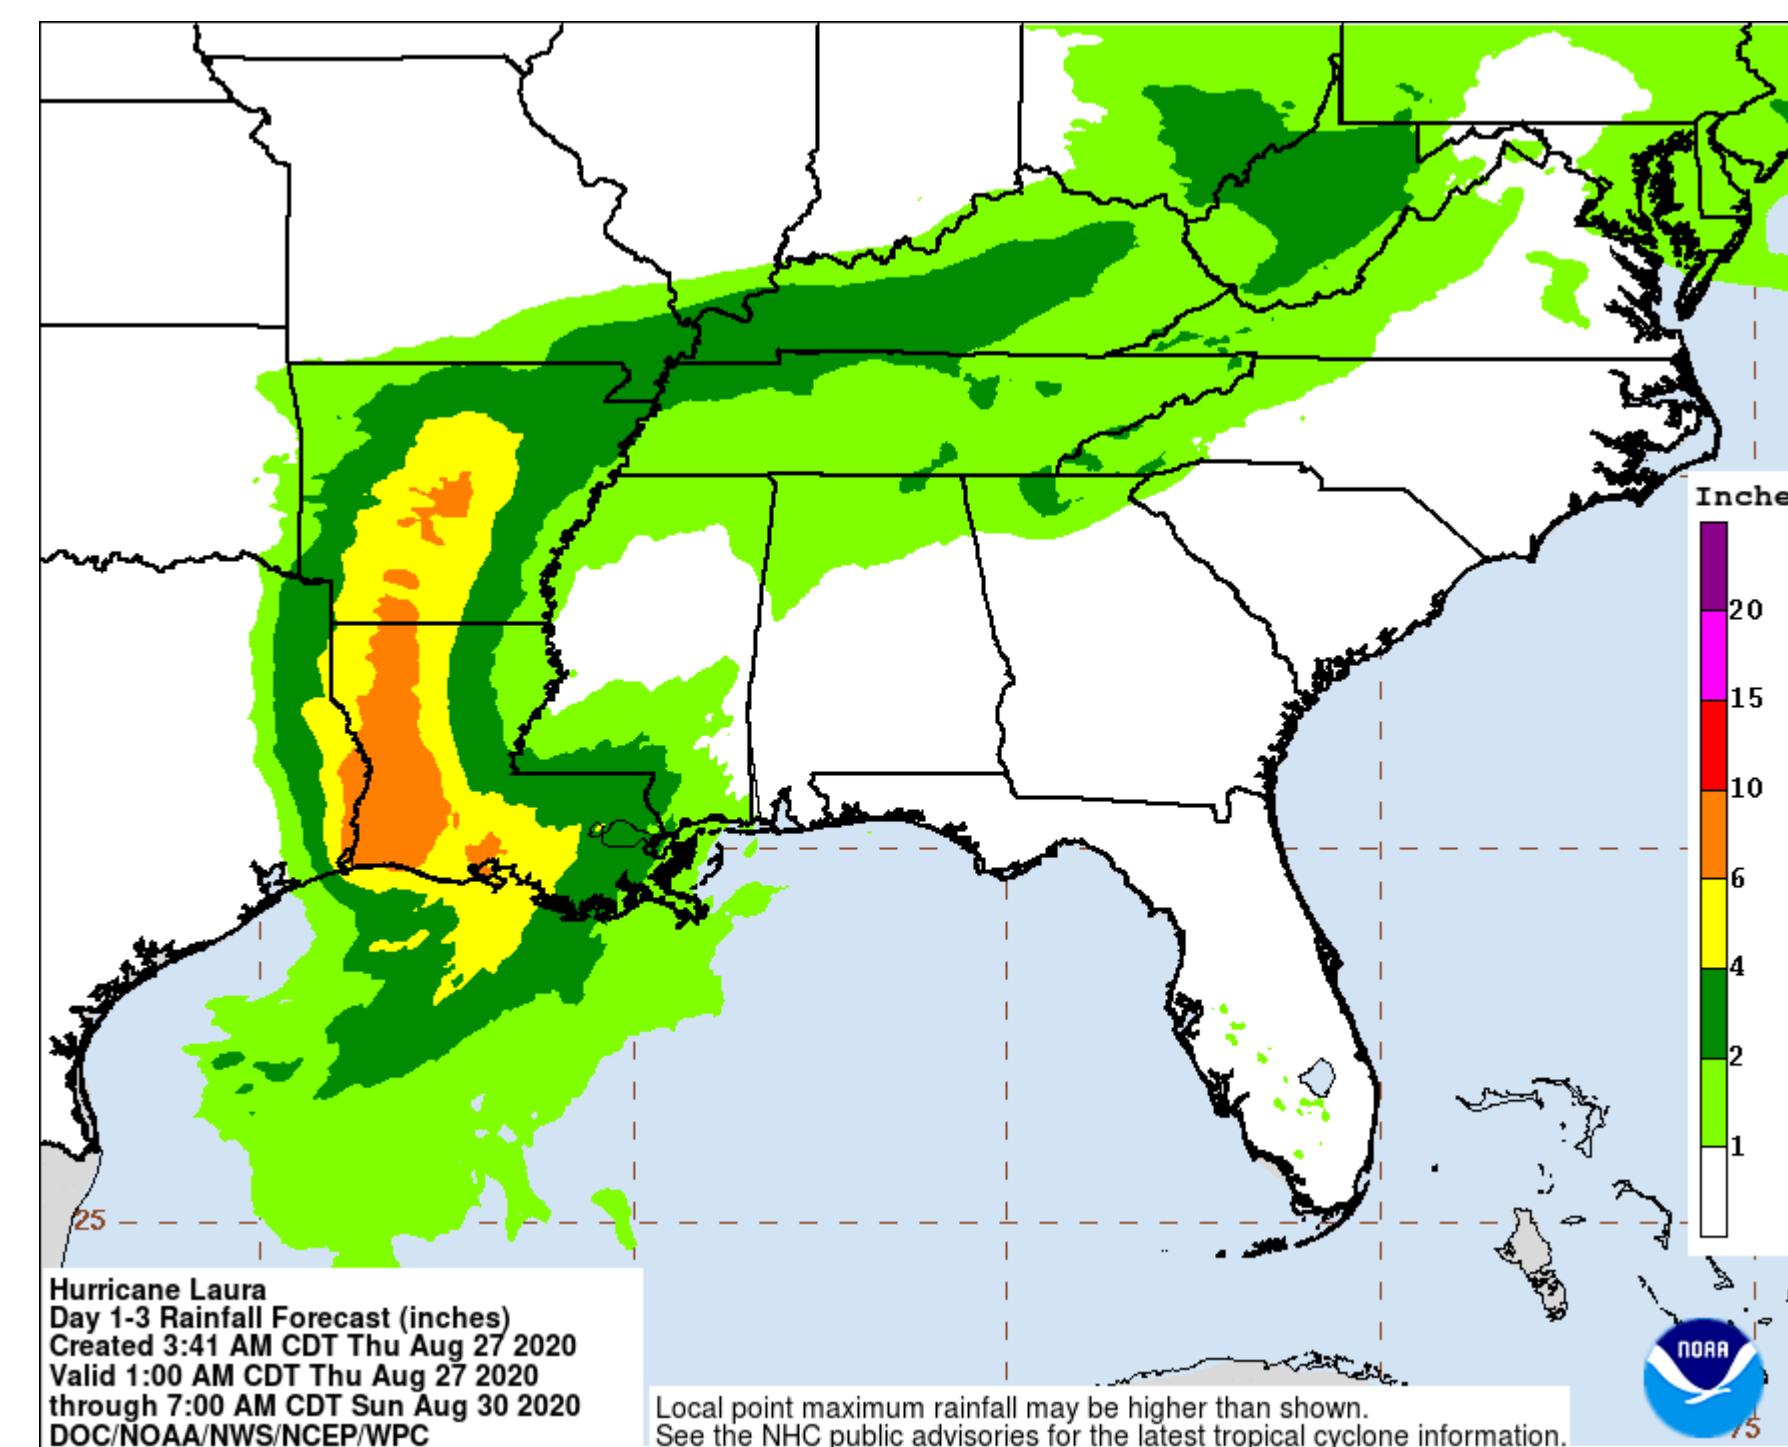 Inche
20
15
10
6
4
2
1
25
Hurricane Laura
Day 1-3 Rainfall Forecast (inches)
Created 3:41 AM CDT Thu Aug 27 2020
Valid 1:00 AM CDT Thu Aug 27 2020
through 7:00 AM CDT Sun Aug 30 2020
DOC/NOAA/NWS/NCEP/WPC
Local point maximum rainfall may be higher than shown.
See the NHC public advisories for the latest tropical cyclone information.
NOAA
75